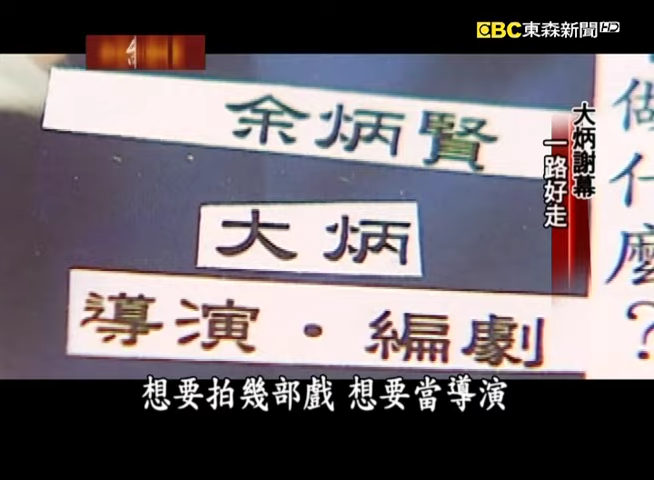 EBC東森新聞HD
余炳賢
大炳
導演・編劇
做什麼？
大炳謝幕
一路好走
想要拍幾部戲 想要當導演